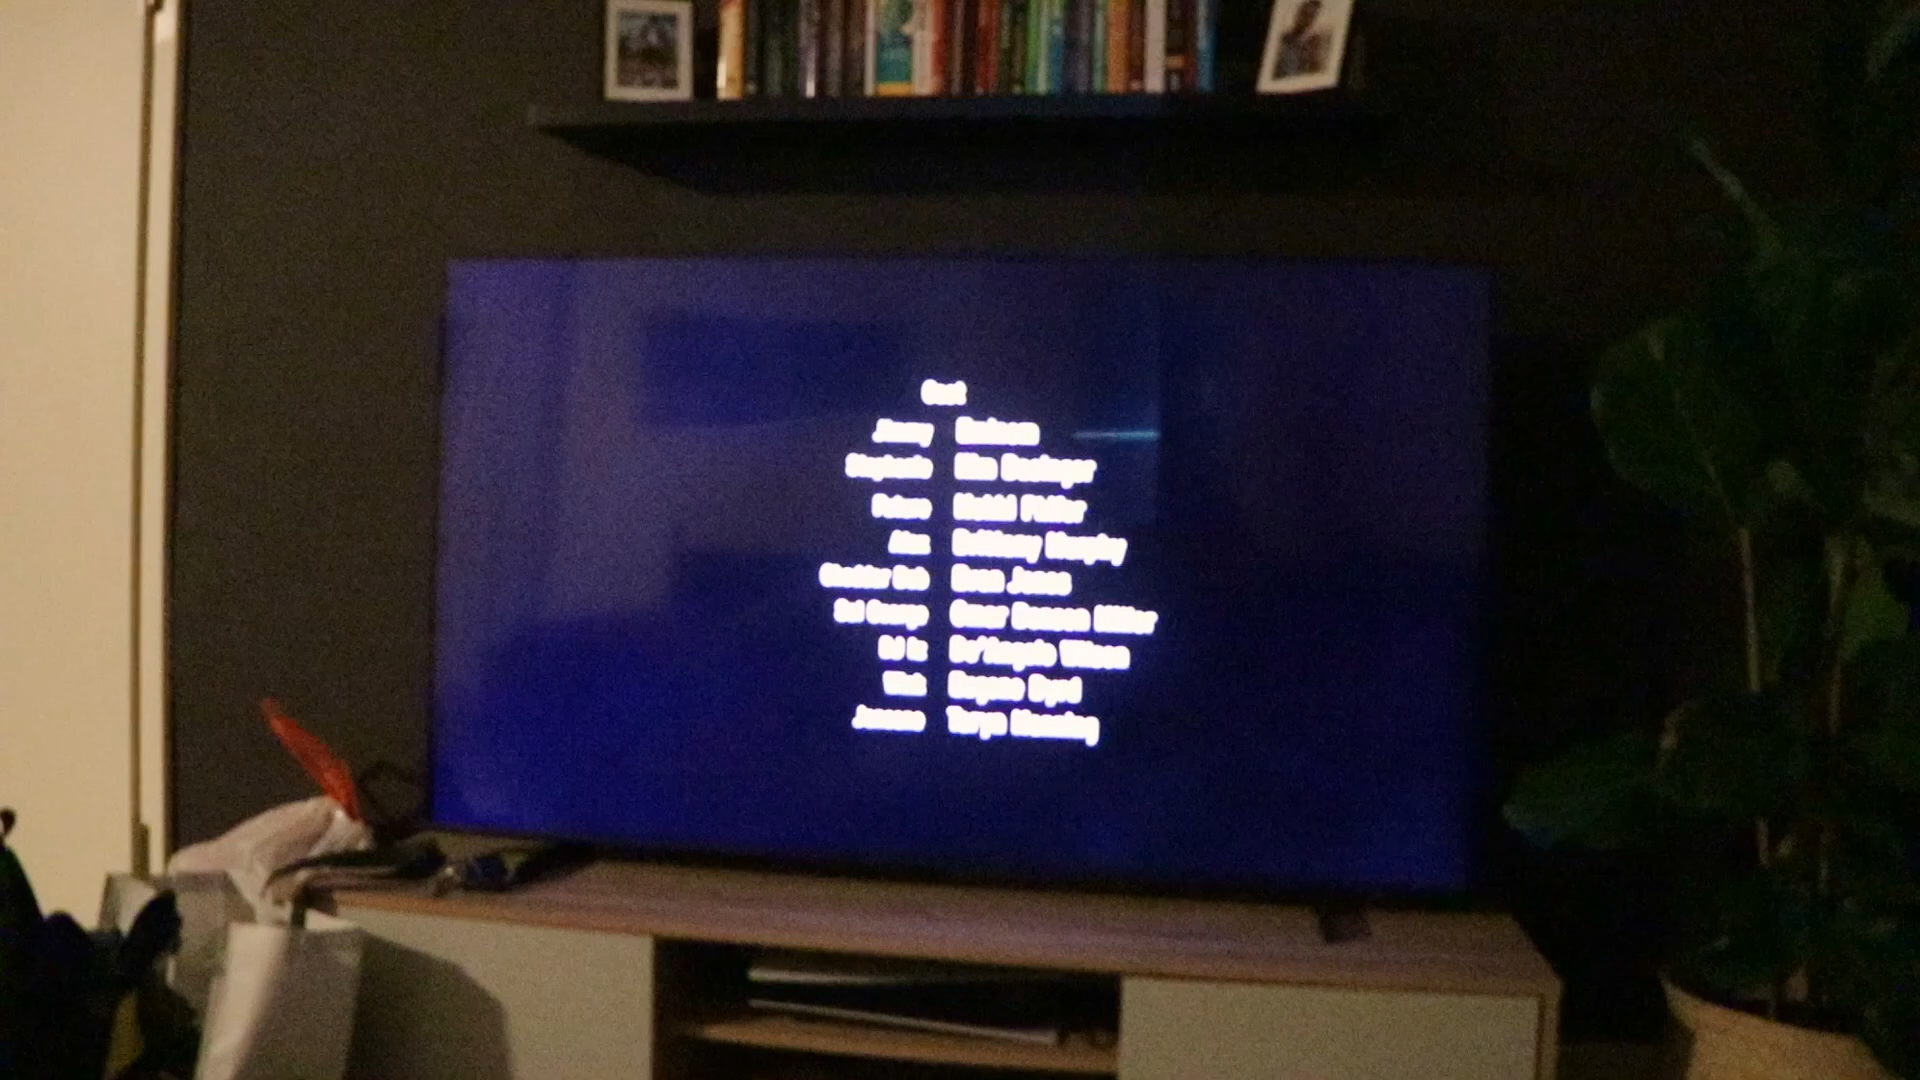 Cast
Jimmy Eminem
Stephanie Kim Basinger
Future Mekhi Phifer
Alex Brittany Murphy
Cheddar Bob Evan Jones
Sol George Omar Benson Miller
DJ Iz De'Angelo Wilson
Wink Eugene Byrd
Janeane Taryn Manning